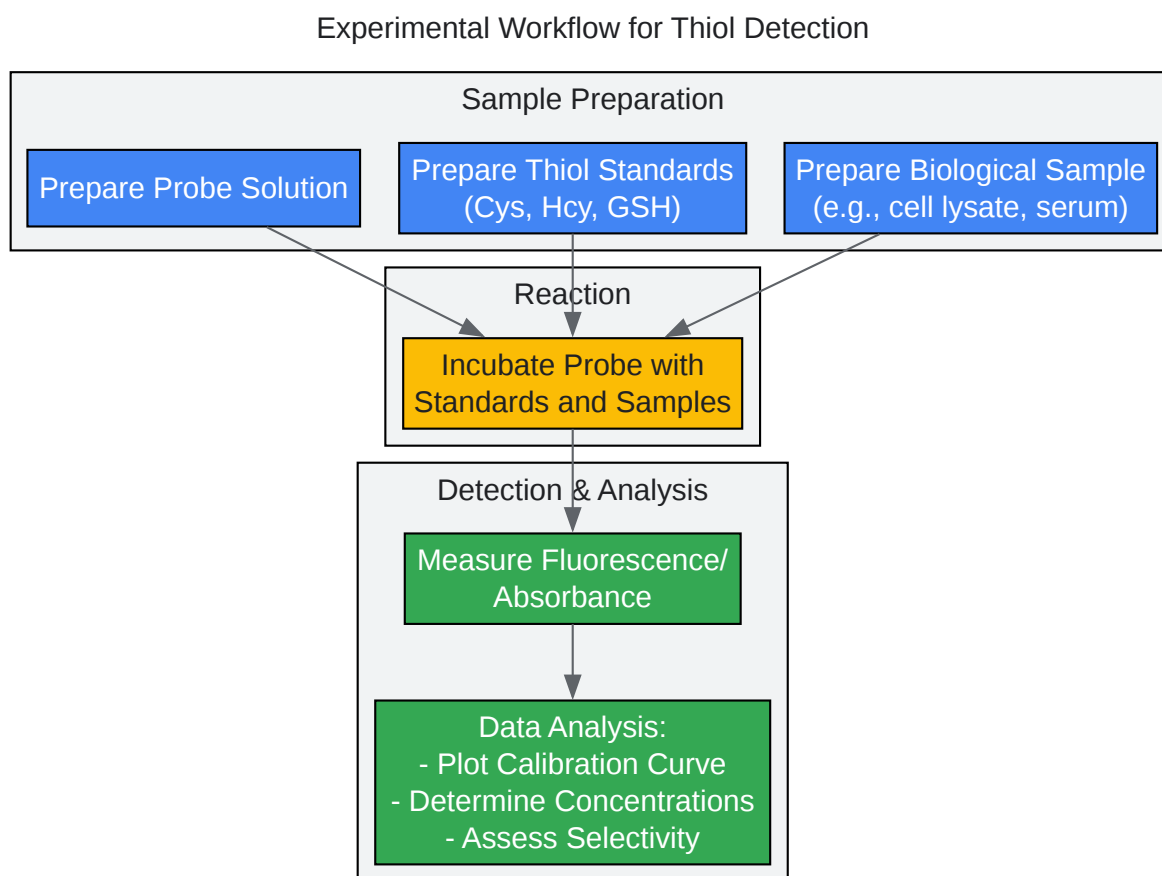 Experimental Workflow for Thiol Detection
Sample Preparation
Prepare Probe Solution
Prepare Thiol Standards
(Cys, Hcy, GSH)
Prepare Biological Sample
(e.g., cell lysate, serum)
Reaction
Incubate Probe with
Standards and Samples
Detection & Analysis
Measure Fluorescence/
Absorbance
Data Analysis:
- Plot Calibration Curve
- Determine Concentrations
- Assess Selectivity